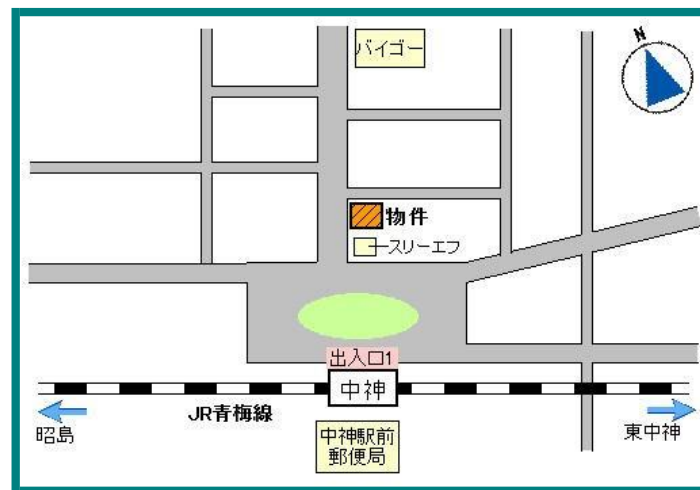 バイゴー
N
物件
スリーエフ
出入口1
中神
JR青梅線
昭島
東中神
中神駅前
郵便局